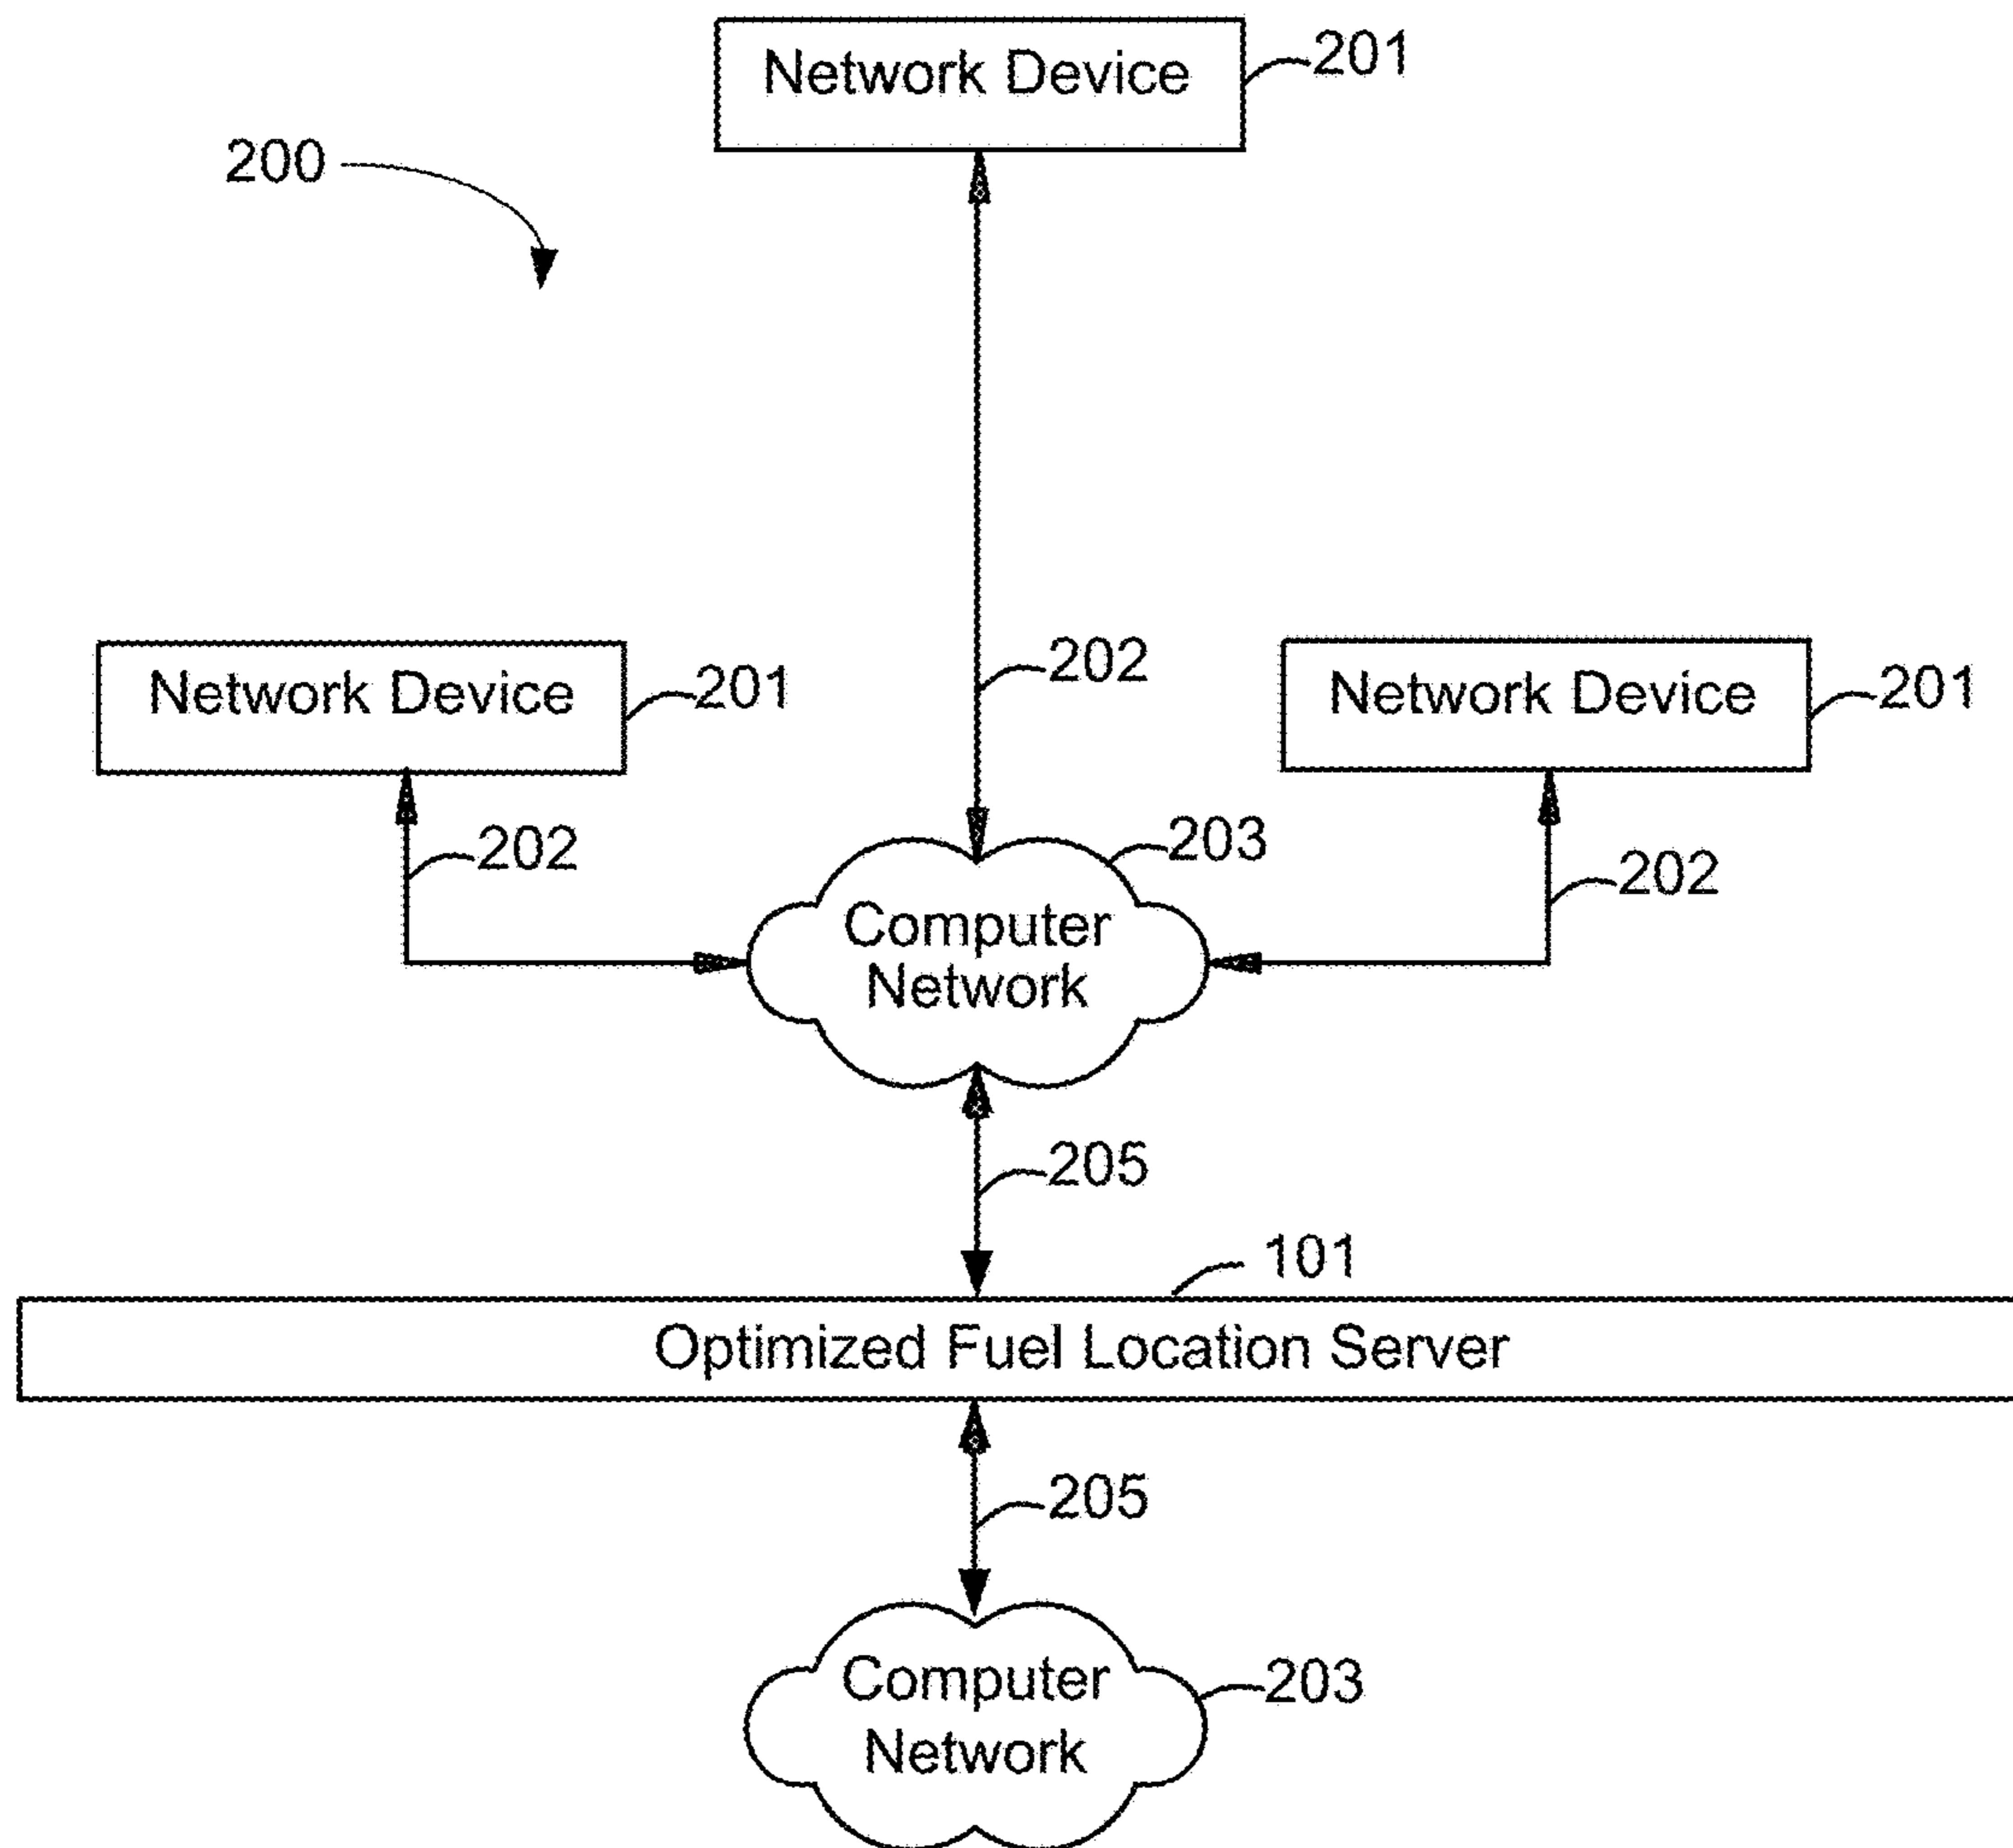 Network Device
201
200
202
Network Device
201
Network Device
201
202
203
202
Computer
Network
205
101
Optimized Fuel Location Server
205
Computer
Network
203